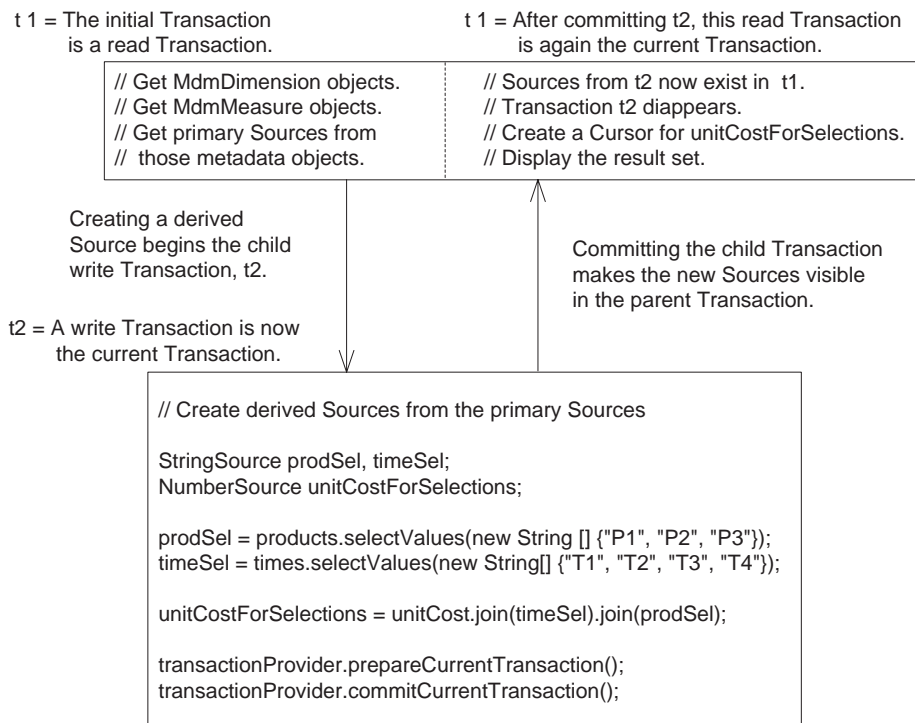 t 1 = The initial Transaction
is a read Transaction.
t 1 = After committing t2, this read Transaction
is again the current Transaction.
// Get MdmDimension objects.
// Get MdmMeasure objects.
// Get primary Sources from
// those metadata objects.
// Sources from t2 now exist in t1.
// Transaction t2 diappears.
// Create a Cursor for unitCostForSelections.
// Display the result set.
Creating a derived
Source begins the child
write Transaction, t2.
Committing the child Transaction
makes the new Sources visible
in the parent Transaction.
t2 = A write Transaction is now
the current Transaction.
// Create derived Sources from the primary Sources
StringSource prodSel, timeSel;
NumberSource unitCostForSelections;
prodSel = products.selectValues(new String [] {"P1", "P2", "P3"});
timeSel = times.selectValues(new String[] {"T1", "T2", "T3", "T4"});
unitCostForSelections = unitCost.join(timeSel).join(prodSel);
transactionProvider.prepareCurrentTransaction();
transactionProvider.commitCurrentTransaction();